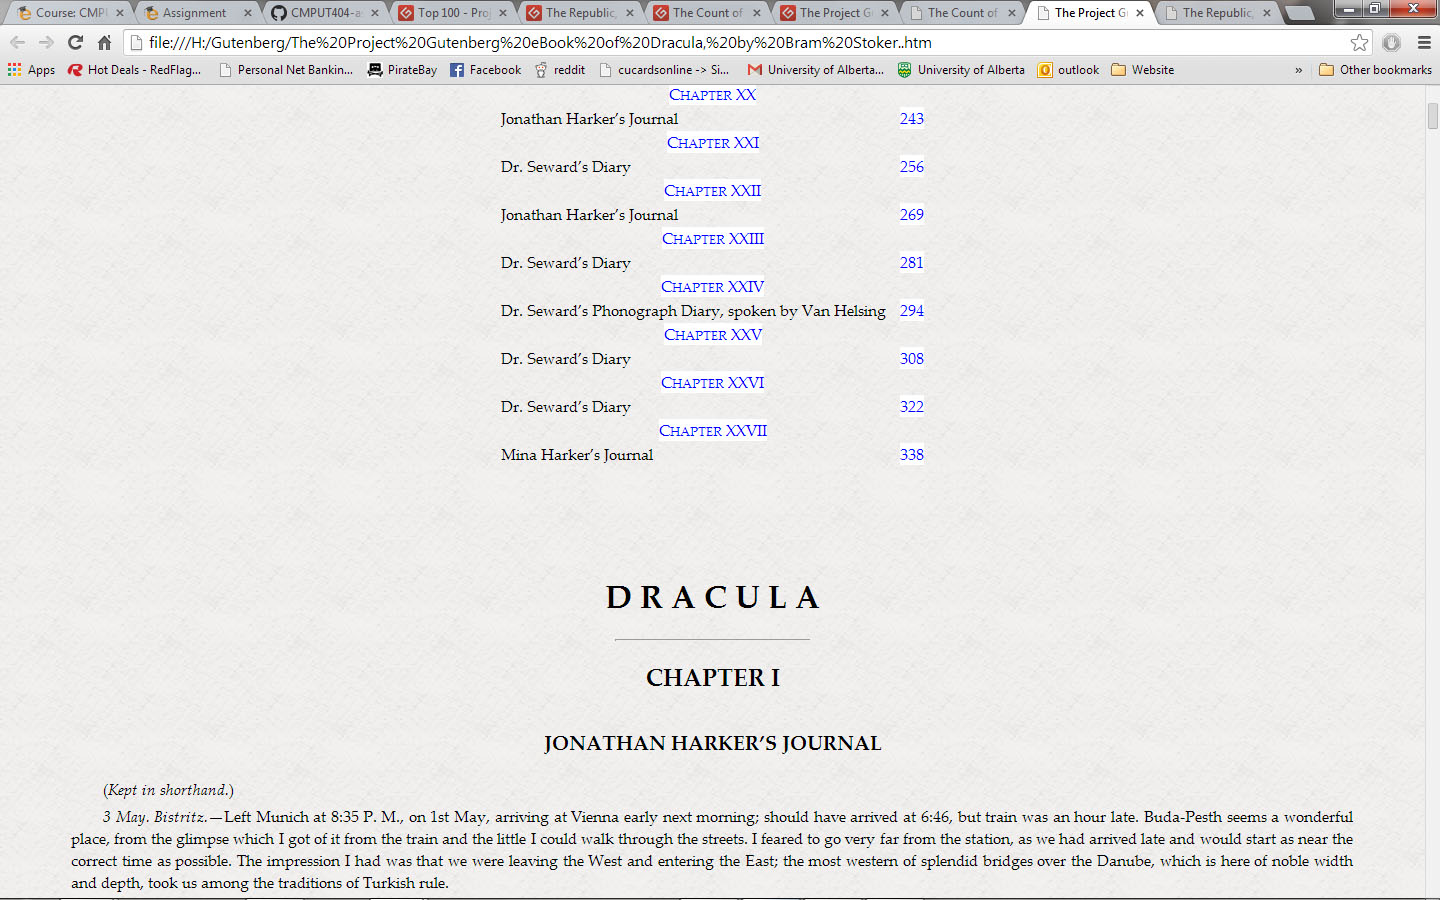 Course: CMPU
Assignment
CMPUT404-as
Top 100 - Proj
The Republic,
The Count of
The Project Ge
The Count of
The Project Gu
The Republic,
file:///H:/Gutenberg/The%20Project%20Gutenberg%20eBook%20of%20Dracula,%20by%20Bram%20Stoker..htm
Apps
Hot Deals - RedFlag...
Personal Net Bankin...
PirateBay
Facebook
reddit
cucardsonline -> Si...
University of Alberta...
University of Alberta
outlook
Website
»
Other bookmarks
CHAPTER XX
Jonathan Harker’s Journal 243
CHAPTER XXI
Dr. Seward’s Diary 256
CHAPTER XXII
Jonathan Harker’s Journal 269
CHAPTER XXIII
Dr. Seward’s Diary 281
CHAPTER XXIV
Dr. Seward’s Phonograph Diary, spoken by Van Helsing 294
CHAPTER XXV
Dr. Seward’s Diary 308
CHAPTER XXVI
Dr. Seward’s Diary 322
CHAPTER XXVII
Mina Harker’s Journal 338
D R A C U L A
CHAPTER I
JONATHAN HARKER’S JOURNAL
(Kept in shorthand.)
3 May. Bistritz.—Left Munich at 8:35 P. M., on 1st May, arriving at Vienna early next morning; should have arrived at 6:46, but train was an hour late. Buda-Pesth seems a wonderful
place, from the glimpse which I got of it from the train and the little I could walk through the streets. I feared to go very far from the station, as we had arrived late and would start as near the
correct time as possible. The impression I had was that we were leaving the West and entering the East; the most western of splendid bridges over the Danube, which is here of noble width
and depth, took us among the traditions of Turkish rule.